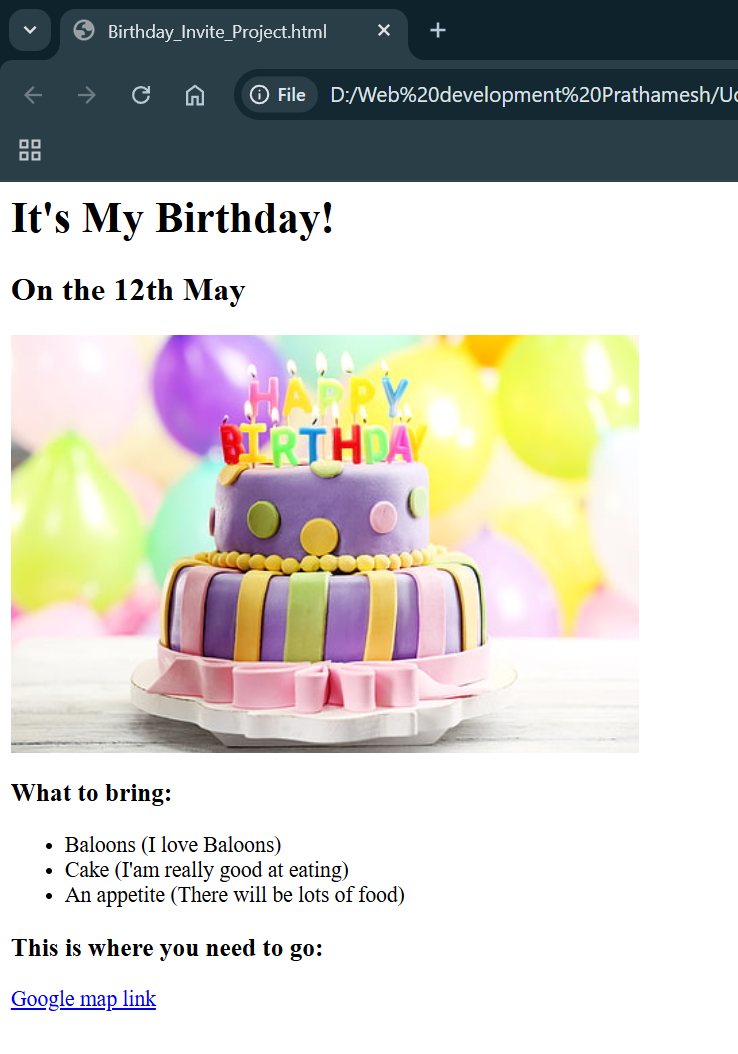 Birthday_Invite_Project.html
File D:/Web%20development%20Prathamesh/
It's My Birthday!
On the 12th May
HAPPY
BIRTHDAY
What to bring:
Baloons (I love Baloons)
Cake (I'am really good at eating)
An appetite (There will be lots of food)
This is where you need to go:
Google map link